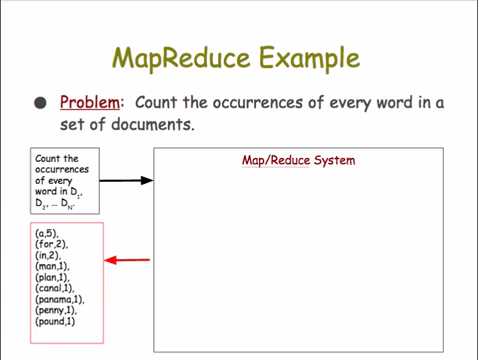 MapReduce Example
● Problem: Count the occurrences of every word in a
set of documents.
Count the
occurrences
of every
word in D1,
D2, ... DN.
Map/Reduce System
(a,5)
(for,2)
(in,2)
(man,1)
(plan,1)
(canal,1)
(panama,1)
(penny,1)
(pound,1)